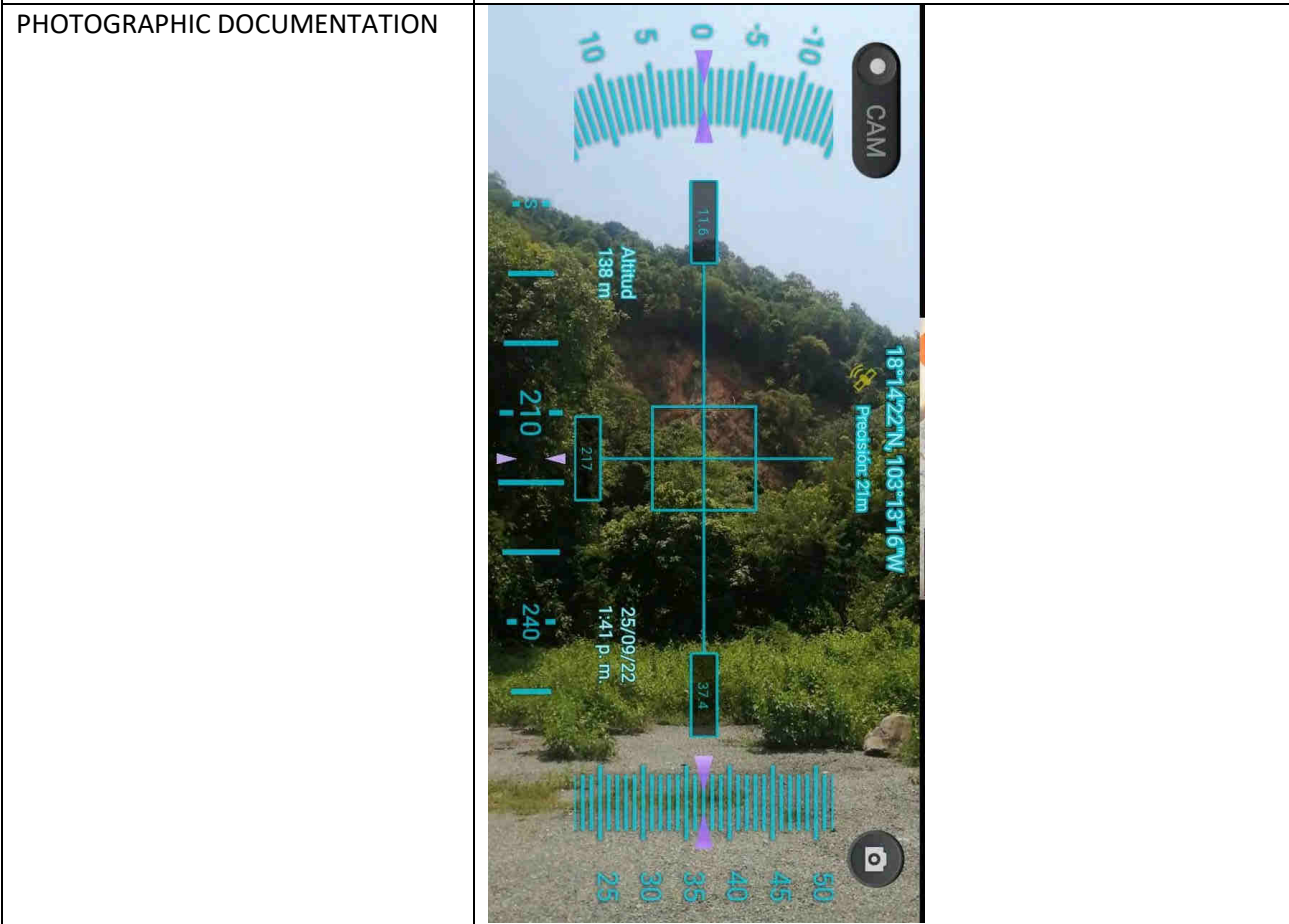 PHOTOGRAPHIC DOCUMENTATION
CAM
18°14'22"N, 103°13'16"W
Precisión: 21m
-10
-5
0
5
10
11.6
37.4
50
45
40
35
30
25
Altitud
138 m
25/09/22
1:41 p. m.
217
S 210 240